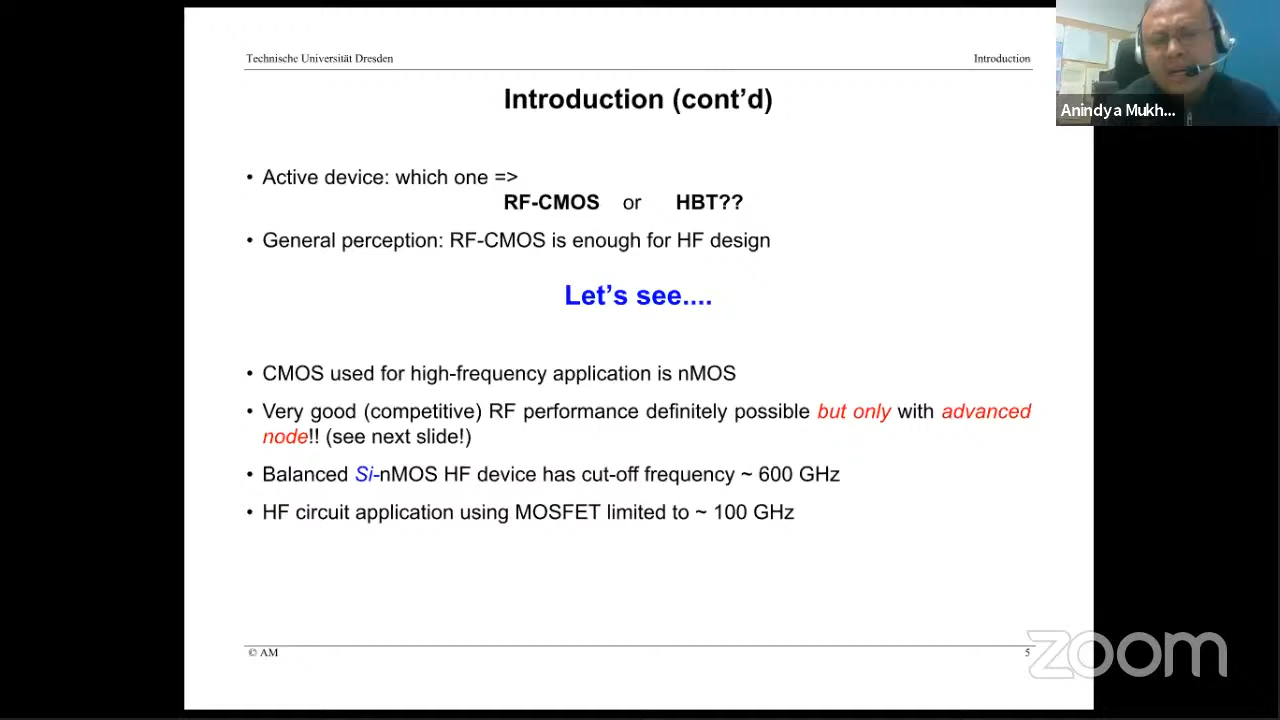 Technische Universität Dresden Introduction
Introduction (cont'd)
• Active device: which one =>
RF-CMOS or HBT??
• General perception: RF-CMOS is enough for HF design
Let's see....
• CMOS used for high-frequency application is nMOS
• Very good (competitive) RF performance definitely possible but only with advanced
node!! (see next slide!)
• Balanced Si-nMOS HF device has cut-off frequency ~ 600 GHz
• HF circuit application using MOSFET limited to ~ 100 GHz
© AM 5
Anindya Mukh...
zoom